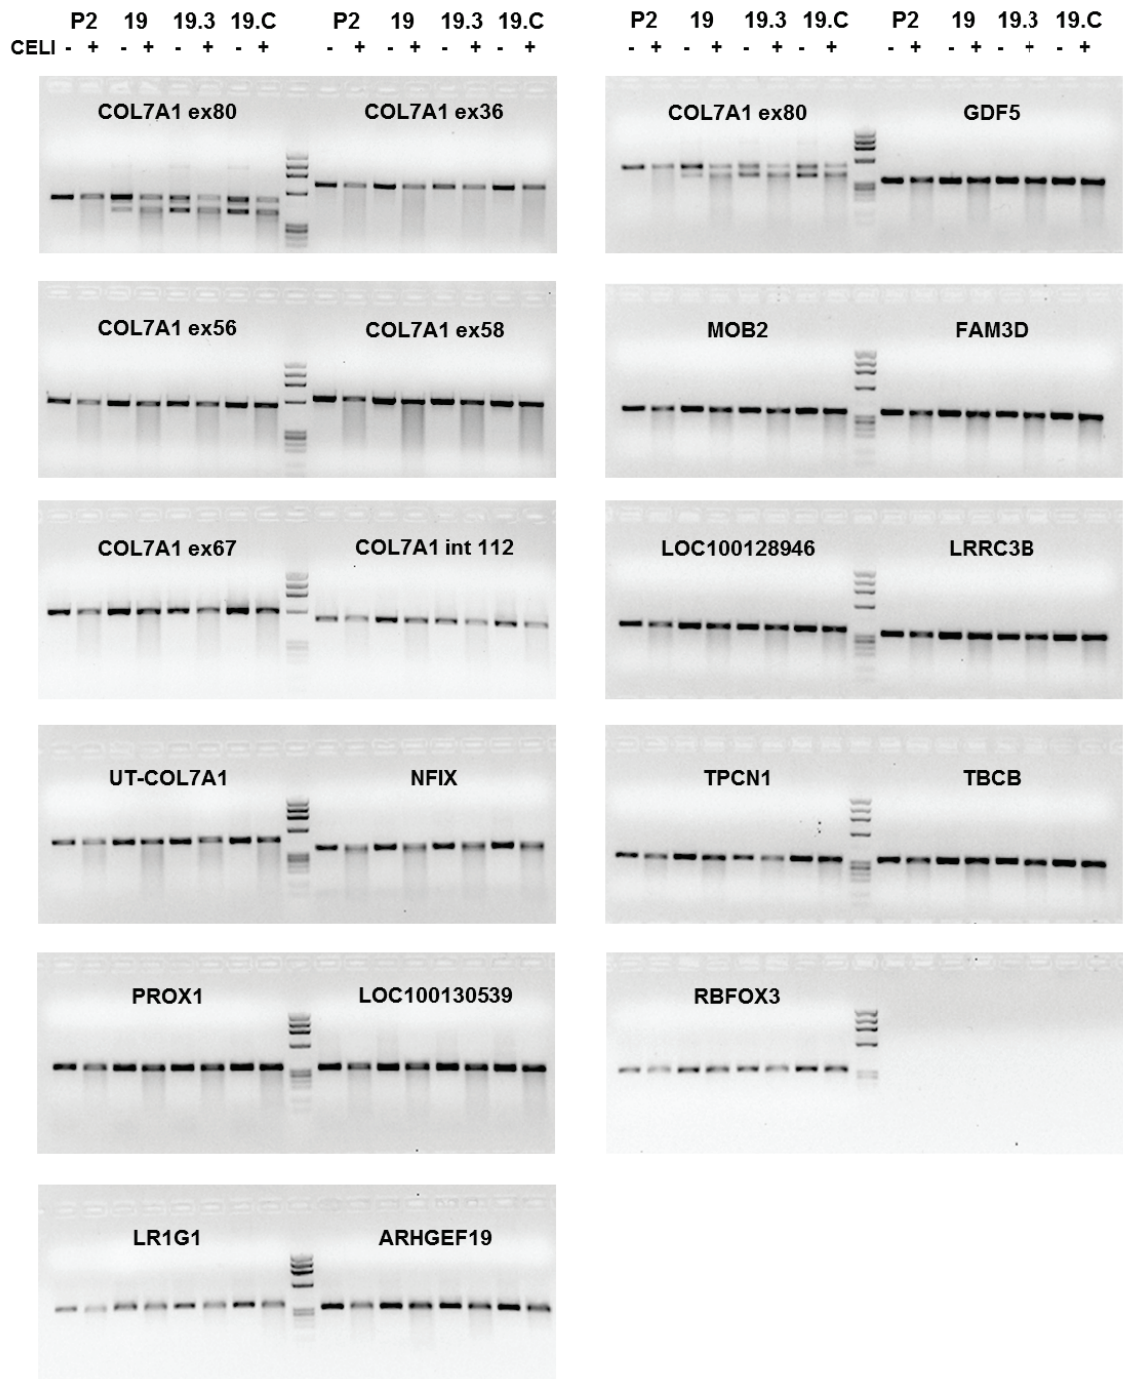 P2 19 19.3 19.C P2 19 19.3 19.C
CELI - + - + - + - + - + - + - + - +
COL7A1 ex80 COL7A1 ex36
COL7A1 ex56 COL7A1 ex58
COL7A1 ex67 COL7A1 int 112
UT-COL7A1 NFIX
PROX1 LOC100130539
LR1G1 ARHGEF19
P2 19 19.3 19.C P2 19 19.3 19.C
- + - + - + - + - + - + - + - +
COL7A1 ex80 GDF5
MOB2 FAM3D
LOC100128946 LRRC3B
TPCN1 TBCB
RBFOX3